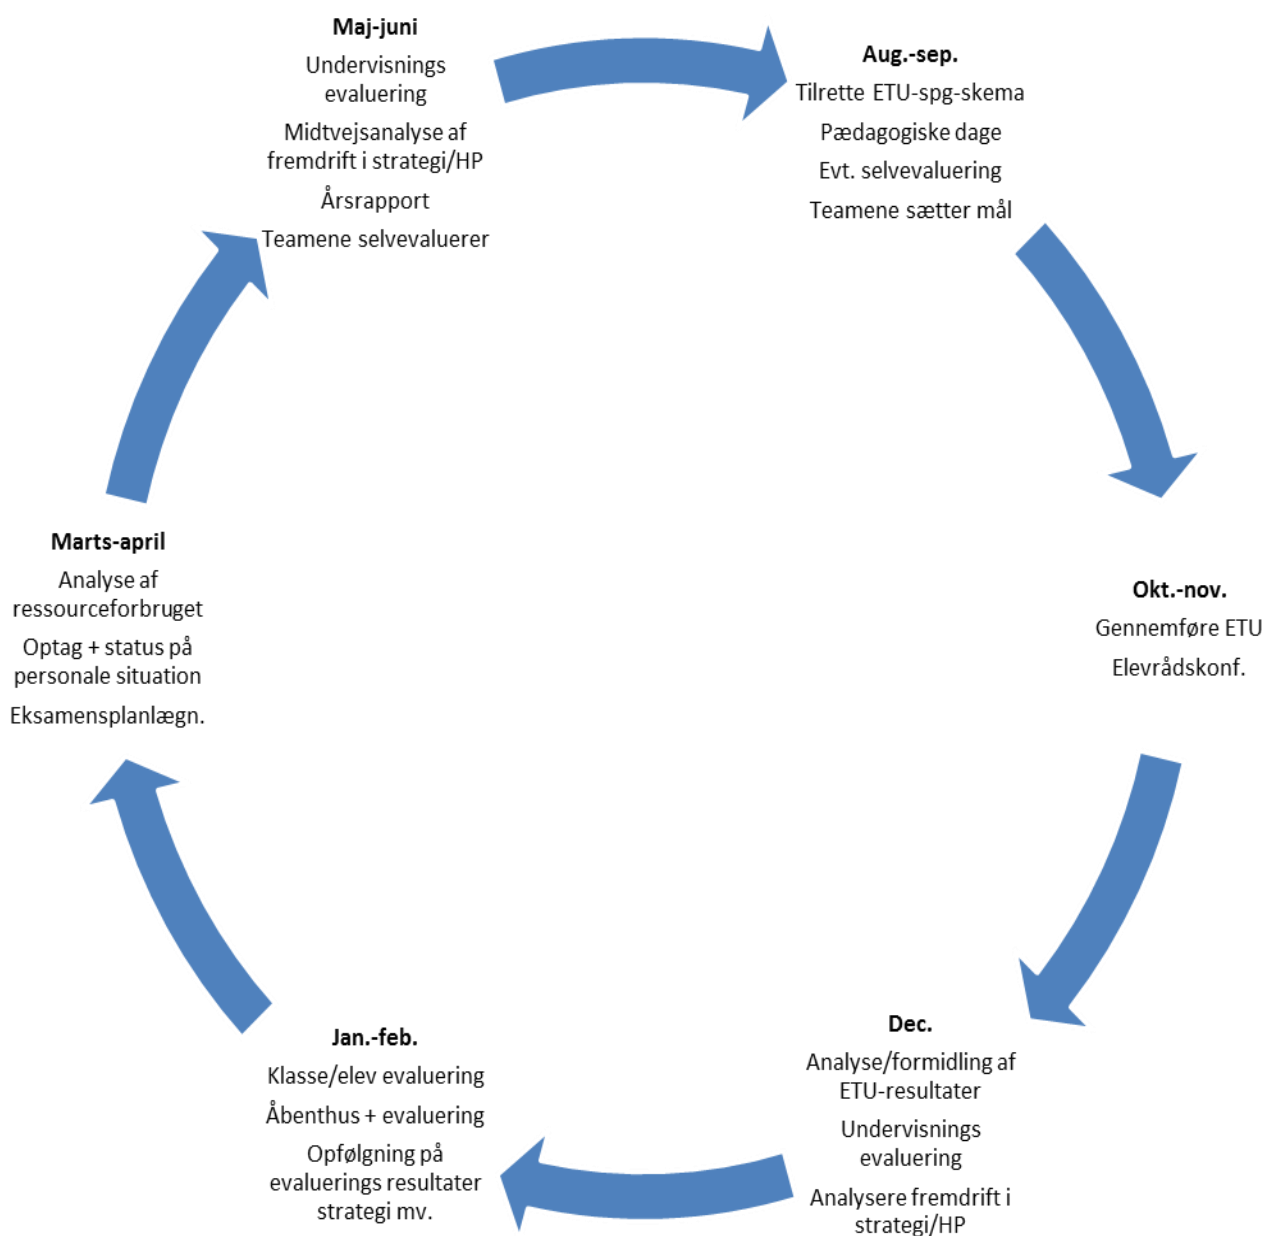 Maj-juni
Undervisnings
evaluering
Midtvejsanalyse af
fremdrift i strategi/HP
Årsrapport
Teamene selvevaluerer
Aug.-sep.
Tilrette ETU-spg-skema
Pædagogiske dage
Evt. selvevaluering
Teamene sætter mål
Okt.-nov.
Gennemføre ETU
Elevrådskonf.
Dec.
Analyse/formidling af
ETU-resultater
Undervisnings
evaluering
Analysere fremdrift i
strategi/HP
Jan.-feb.
Klasse/elev evaluering
Åbenthus + evaluering
Opfølgning på
evaluerings resultater
strategi mv.
Marts-april
Analyse af
ressourceforbruget
Optag + status på
personale situation
Eksamensplanlægn.